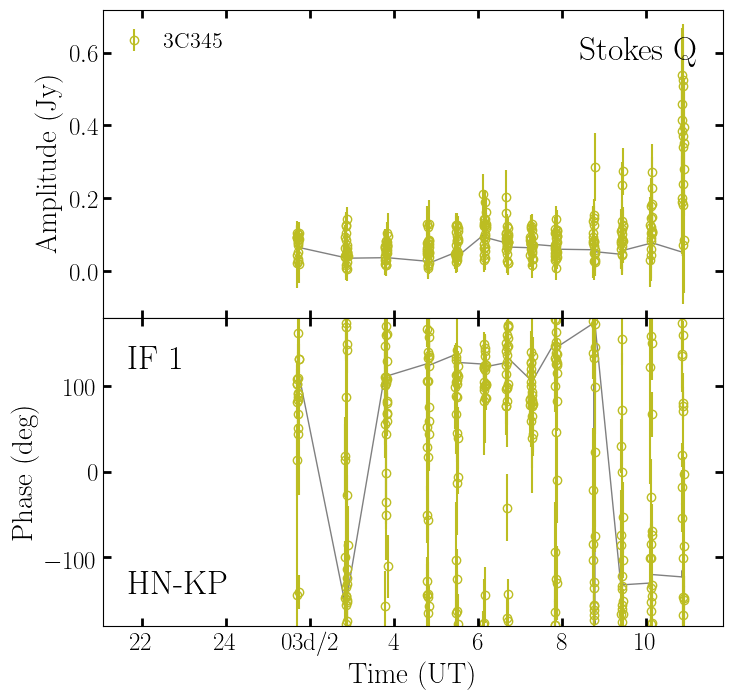 3C345
Stokes Q
Amplitude (Jy)
0.6
0.4
0.2
0.0
IF 1
Phase (deg)
100
0
−100
HN-KP
22 24 03d/2 4 6 8 10
Time (UT)